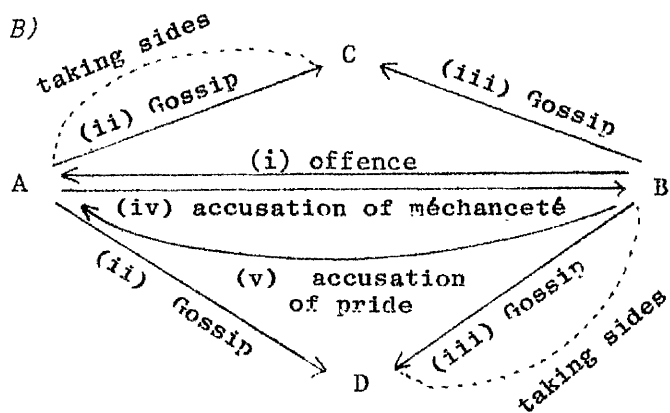 B)
taking sides
C
(ii) Gossip
(iii) Gossip
(i) offence
A
B
(iv) accusation of méchanceté
(v) accusation
of pride
(ii) Gossip
(iii) Gossip
D
taking sides